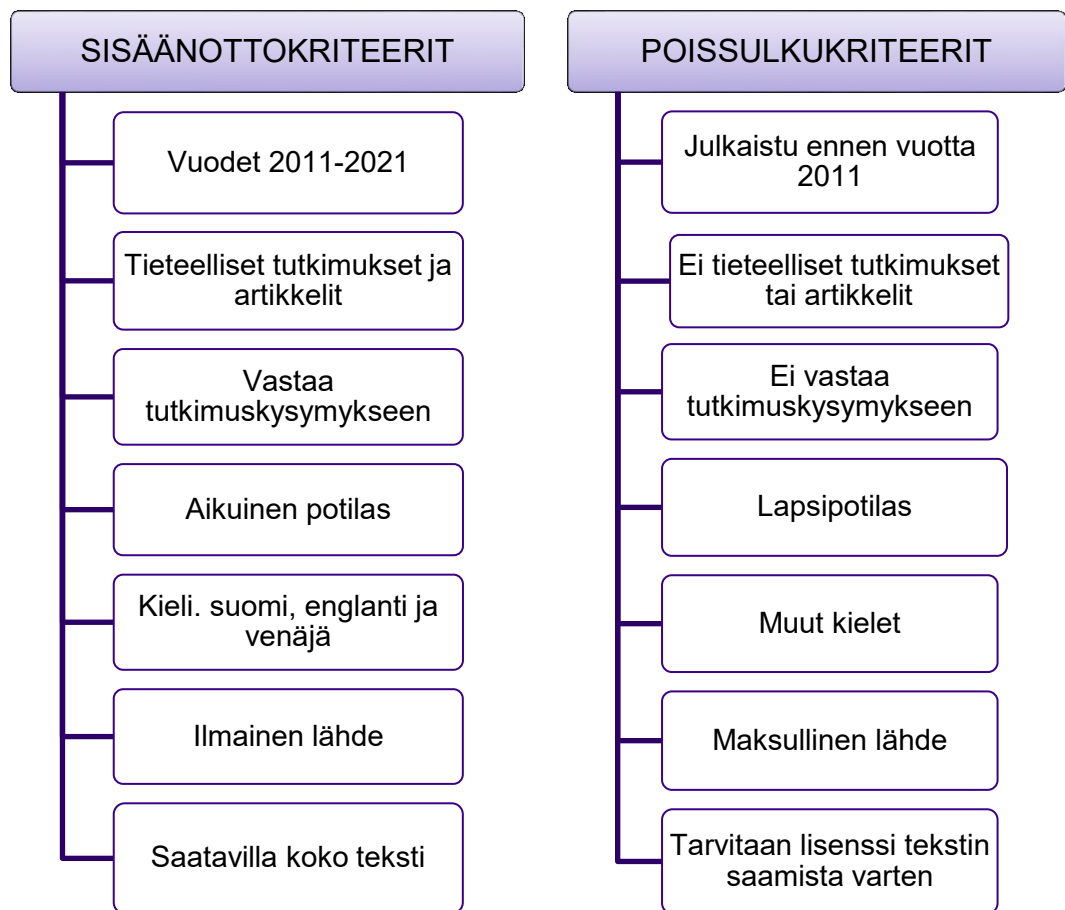 SISÄÄNOTTOKRITEERIT
Vuodet 2011-2021
Tieteelliset tutkimukset ja
artikkelit
Vastaa
tutkimuskysymykseen
Aikuinen potilas
Kieli. suomi, englanti ja
venäjä
Ilmainen lähde
Saatavilla koko teksti
POISSULKUKRITEERIT
Julkaistu ennen vuotta
2011
Ei tieteelliset tutkimukset
tai artikkelit
Ei vastaa
tutkimuskysymykseen
Lapsipotilas
Muut kielet
Maksullinen lähde
Tarvitaan lisenssi tekstin
saamista varten